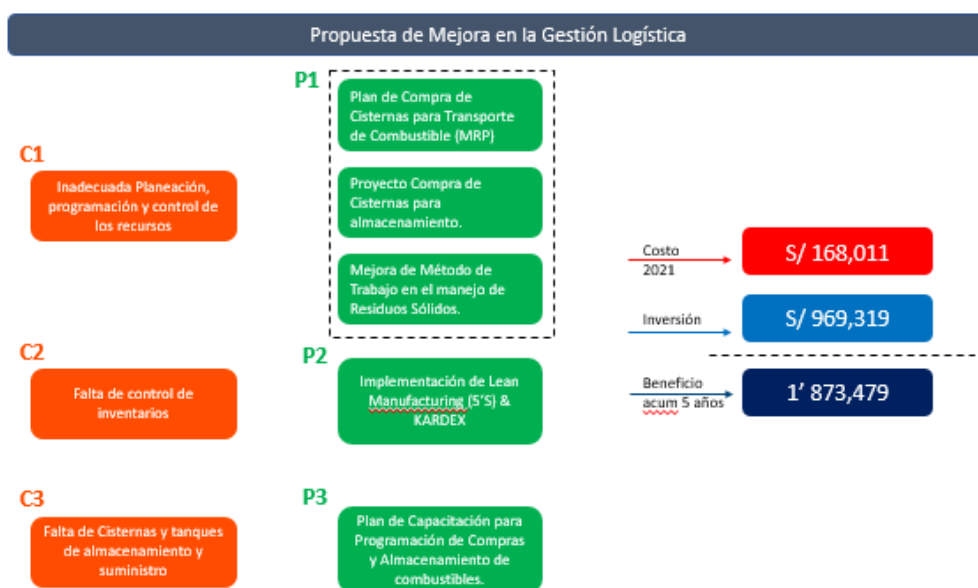 Propuesta de Mejora en la Gestión Logística
P1
Plan de Compra de
Cisternas para Transporte
de Combustible (MRP)
C1
Inadecuada Planeación,
programación y control de
los recursos
Proyecto Compra de
Cisternas para
almacenamiento.
Mejora de Método de
Trabajo en el manejo de
Residuos Sólidos.
Costo
2021
S/ 168,011
Inversión
S/ 969,319
C2
Falta de control de
inventarios
P2
Implementación de Lean
Manufacturing (5'S) &
KARDEX
Beneficio
acum 5 años
1' 873,479
C3
Falta de Cisternas y tanques
de almacenamiento y
suministro
P3
Plan de Capacitación para
Programación de Compras
y Almacenamiento de
combustibles.